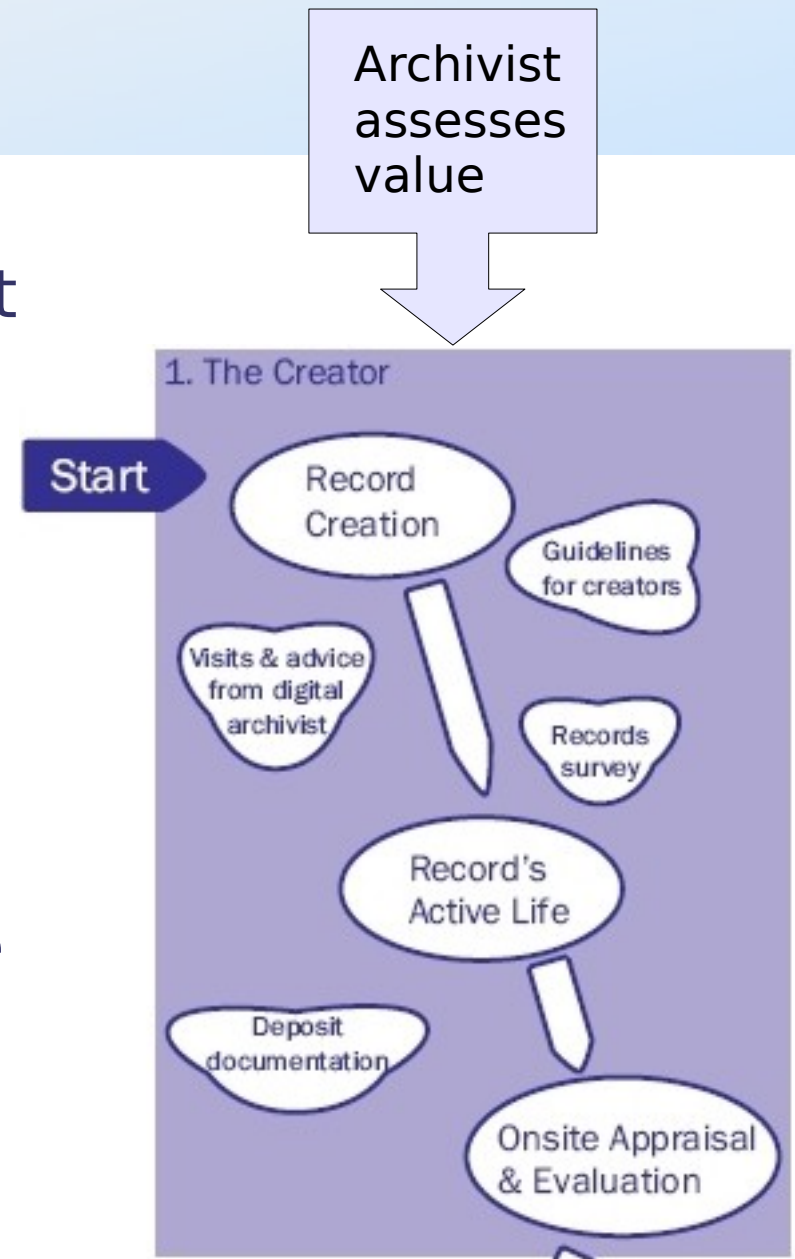 Archivist
assesses
value
t
1. The Creator
Start
Record
Creation
Guidelines
for creators
Visits & advice
from digital
archivist
Records
survey
Record's
Active Life
Deposit
documentation
Onsite Appraisal
& Evaluation